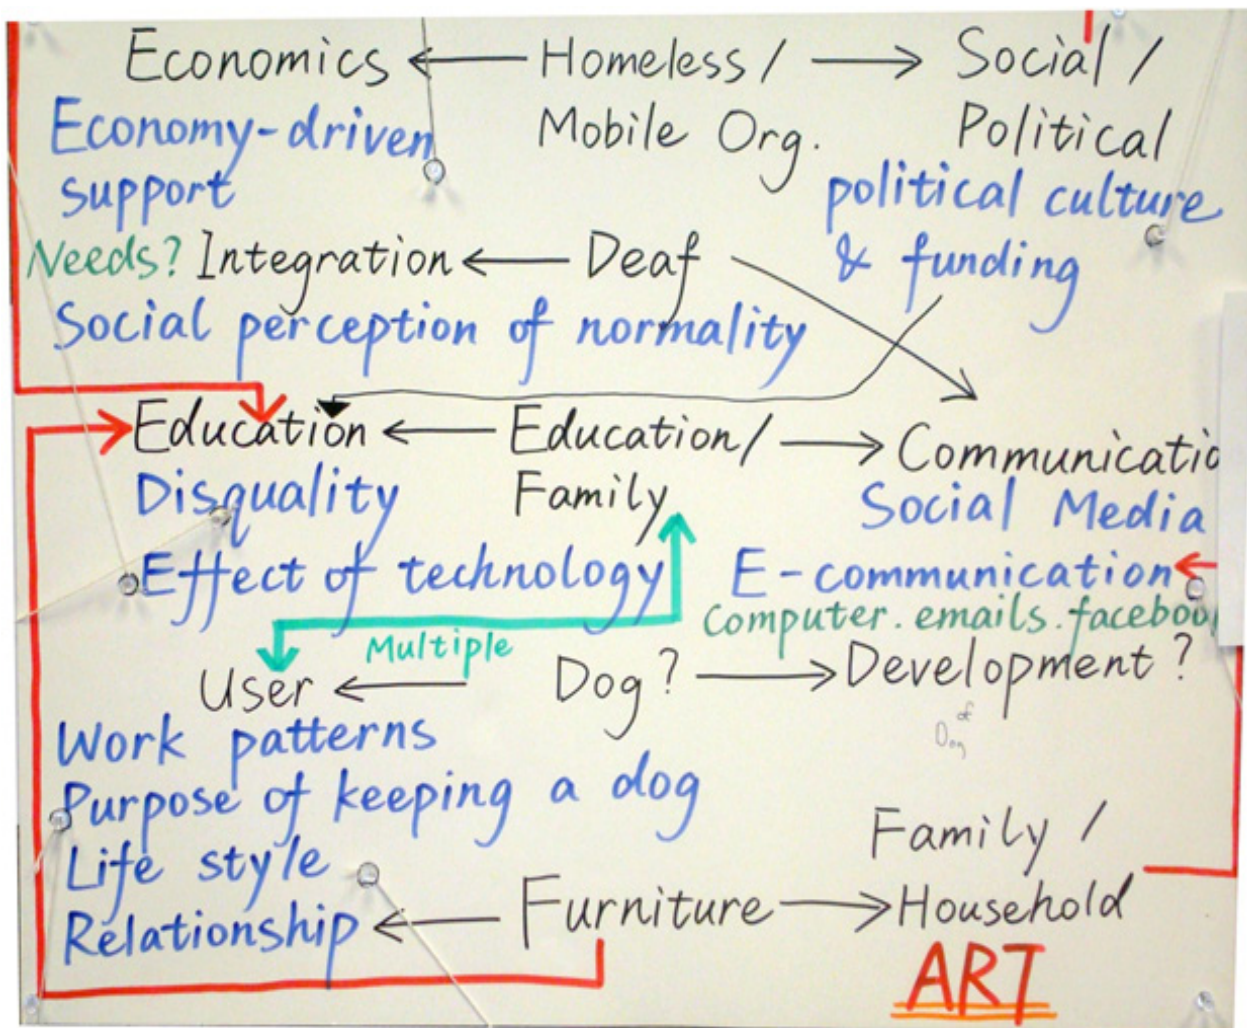 Economics Homeless / Social /
Mobile Org. Political
Economy-driven
support
political culture
& funding
Needs? Integration Deaf
Social perception of normality
Education Education/
Family
Disquality
Effect of technology
Communicatio
Social Media
E-communication
Computer. emails. faceboo
Multiple
User Dog? Development ?
of
Dog
Work patterns
Purpose of keeping a dog
Life style
Relationship Furniture
Family /
Household
ART